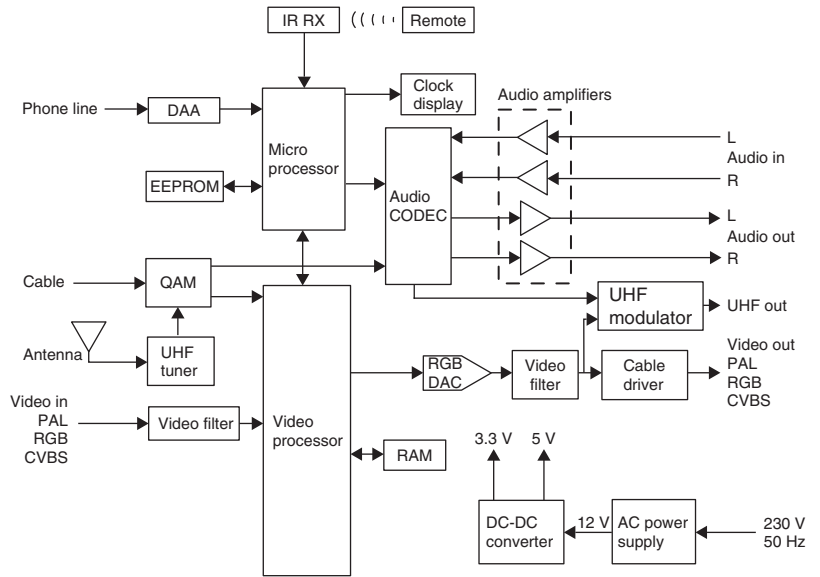 IR RX
Remote
Phone line
DAA
Micro
processor
Clock
display
Audio amplifiers
L
Audio in
R
EEPROM
Audio
CODEC
L
Audio out
R
Cable
QAM
UHF
modulator
UHF out
Antenna
UHF
tuner
RGB
DAC
Video
filter
Cable
driver
Video out
PAL
RGB
CVBS
Video in
PAL
RGB
CVBS
Video filter
Video
processor
RAM
3.3 V
5 V
DC-DC
converter
12 V
AC power
supply
230 V
50 Hz